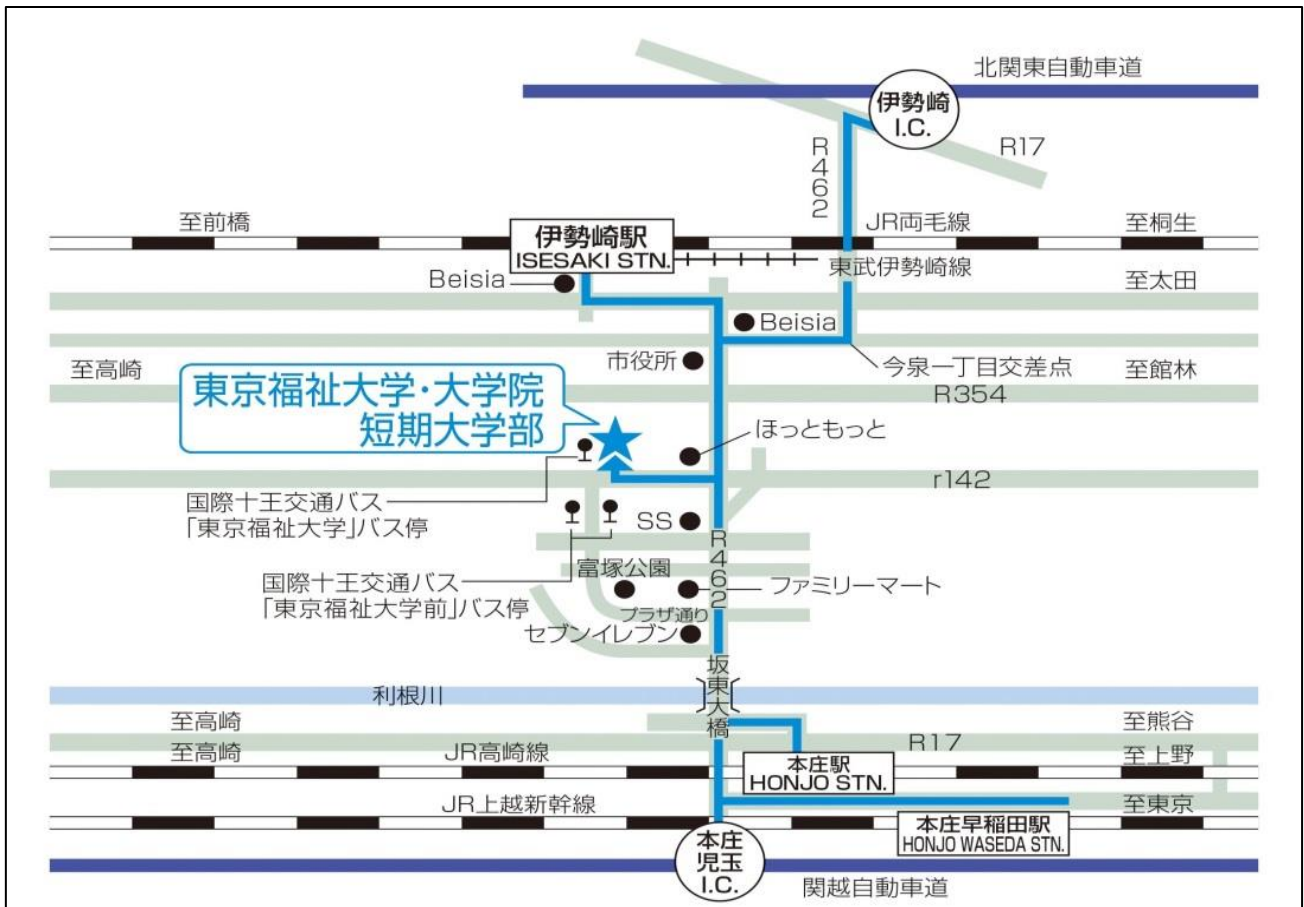 北関東自動車道
伊勢崎
I.C.
R17
R462
至前橋
JR両毛線
至桐生
伊勢崎駅
ISESAKI STN.
東武伊勢崎線
Beisia
至太田
Beisia
市役所
今泉一丁目交差点
至高崎
至館林
R354
東京福祉大学・大学院
短期大学部
ほっともっと
r142
国際十王交通バス
「東京福祉大学」バス停
SS
R462
富塚公園
国際十王交通バス
「東京福祉大学前」バス停
ファミリーマート
プラザ通り
セブンイレブン
坂東大橋
利根川
至高崎
至熊谷
R17
至高崎
JR高崎線
至上野
本庄駅
HONJO STN.
JR上越新幹線
至東京
本庄早稲田駅
HONJO WASEDA STN.
本庄
児玉
I.C.
関越自動車道